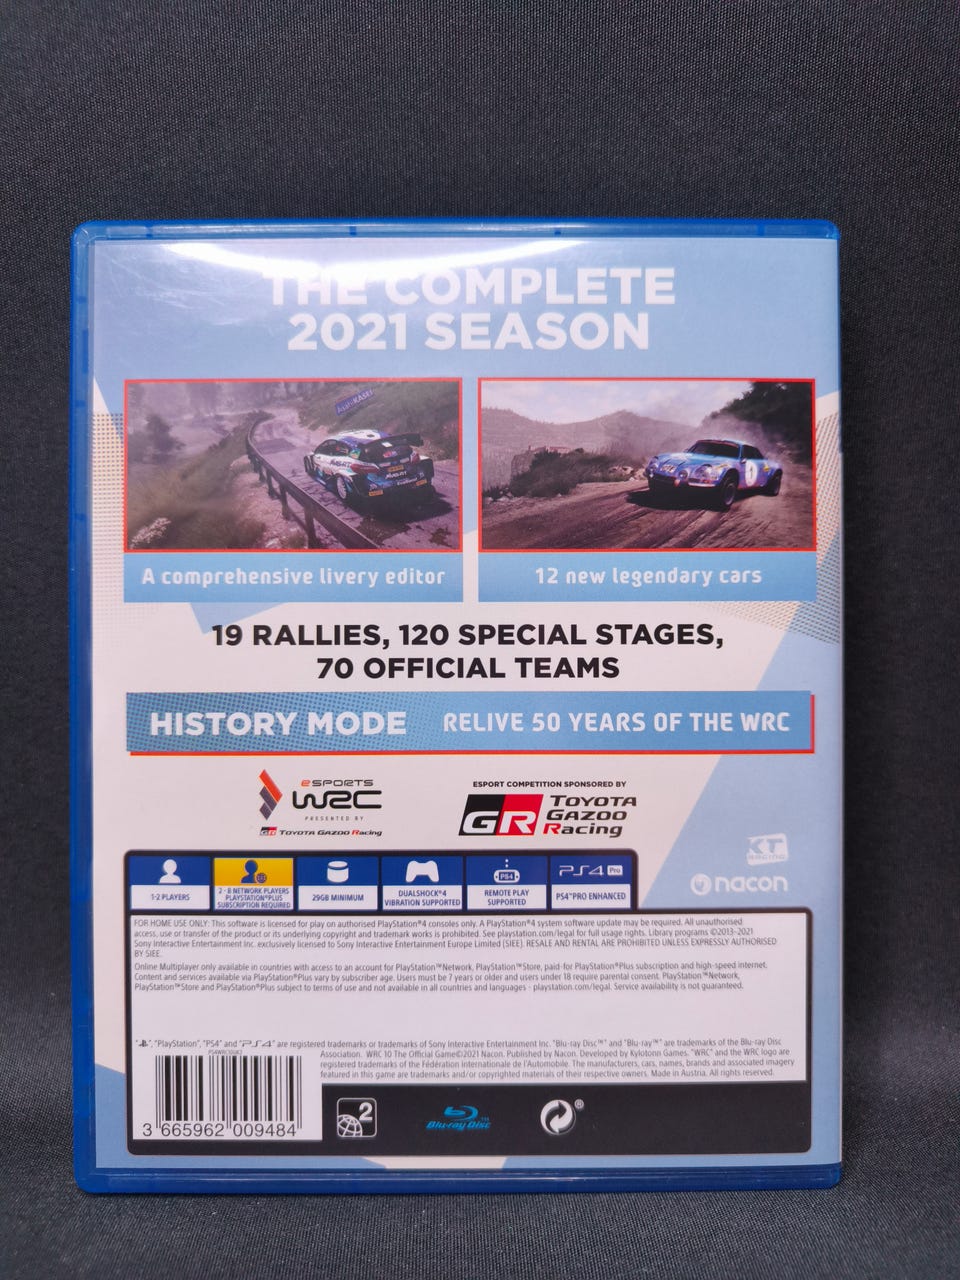 THE COMPLETE
2021 SEASON
A comprehensive livery editor
12 new legendary cars
19 RALLIES, 120 SPECIAL STAGES,
70 OFFICIAL TEAMS
HISTORY MODE RELIVE 50 YEARS OF THE WRC
eSPORTS
WRC
PRESENTED BY
GR TOYOTA GAZOO Racing
ESPORT COMPETITION SPONSORED BY
GR
TOYOTA
GAZOO
Racing
KT
RACING
nacon
1-2 PLAYERS
2 - 8 NETWORK PLAYERS
PLAYSTATION®PLUS
SUBSCRIPTION REQUIRED
29GB MINIMUM
DUALSHOCK®4
VIBRATION SUPPORTED
PS4
REMOTE PLAY
SUPPORTED
PS4 Pro
PS4™PRO ENHANCED
FOR HOME USE ONLY: This software is licensed for play on authorised PlayStation®4 consoles only. A PlayStation®4 system software update may be required. All unauthorised
access, use or transfer of the product or its underlying copyright and trademark works is prohibited. See playstation.com/legal for full usage rights. Library programs ©2013-2021
Sony Interactive Entertainment Inc. exclusively licensed to Sony Interactive Entertainment Europe Limited (SIEE). RESALE AND RENTAL ARE PROHIBITED UNLESS EXPRESSLY AUTHORISED
BY SIEE.
Online Multiplayer only available in countries with access to an account for PlayStation™Network, PlayStation™Store, paid-for PlayStation®Plus subscription and high-speed internet.
Content and services available via PlayStation®Plus vary by subscriber age. Users must be 7 years or older and users under 18 require parental consent. PlayStation™Network,
PlayStation™Store and PlayStation®Plus subject to terms of use and not available in all countries and languages - playstation.com/legal. Service availability is not guaranteed.
", "PlayStation", "PS4" and "PS4" are registered trademarks or trademarks of Sony Interactive Entertainment Inc. "Blu-ray Disc™" and "Blu-ray™" are trademarks of the Blu-ray Disc
Association. WRC 10 The Official Game©2021 Nacon. Published by Nacon. Developed by Kylotonn Games. "WRC" and the WRC logo are
registered trademarks of the Fédération Internationale de l'Automobile. The manufacturers, cars, names, brands and associated imagery
featured in this game are trademarks and/or copyrighted materials of their respective owners. Made in Austria. All rights reserved.
3 665962 009484
2
Blu-ray Disc™
®